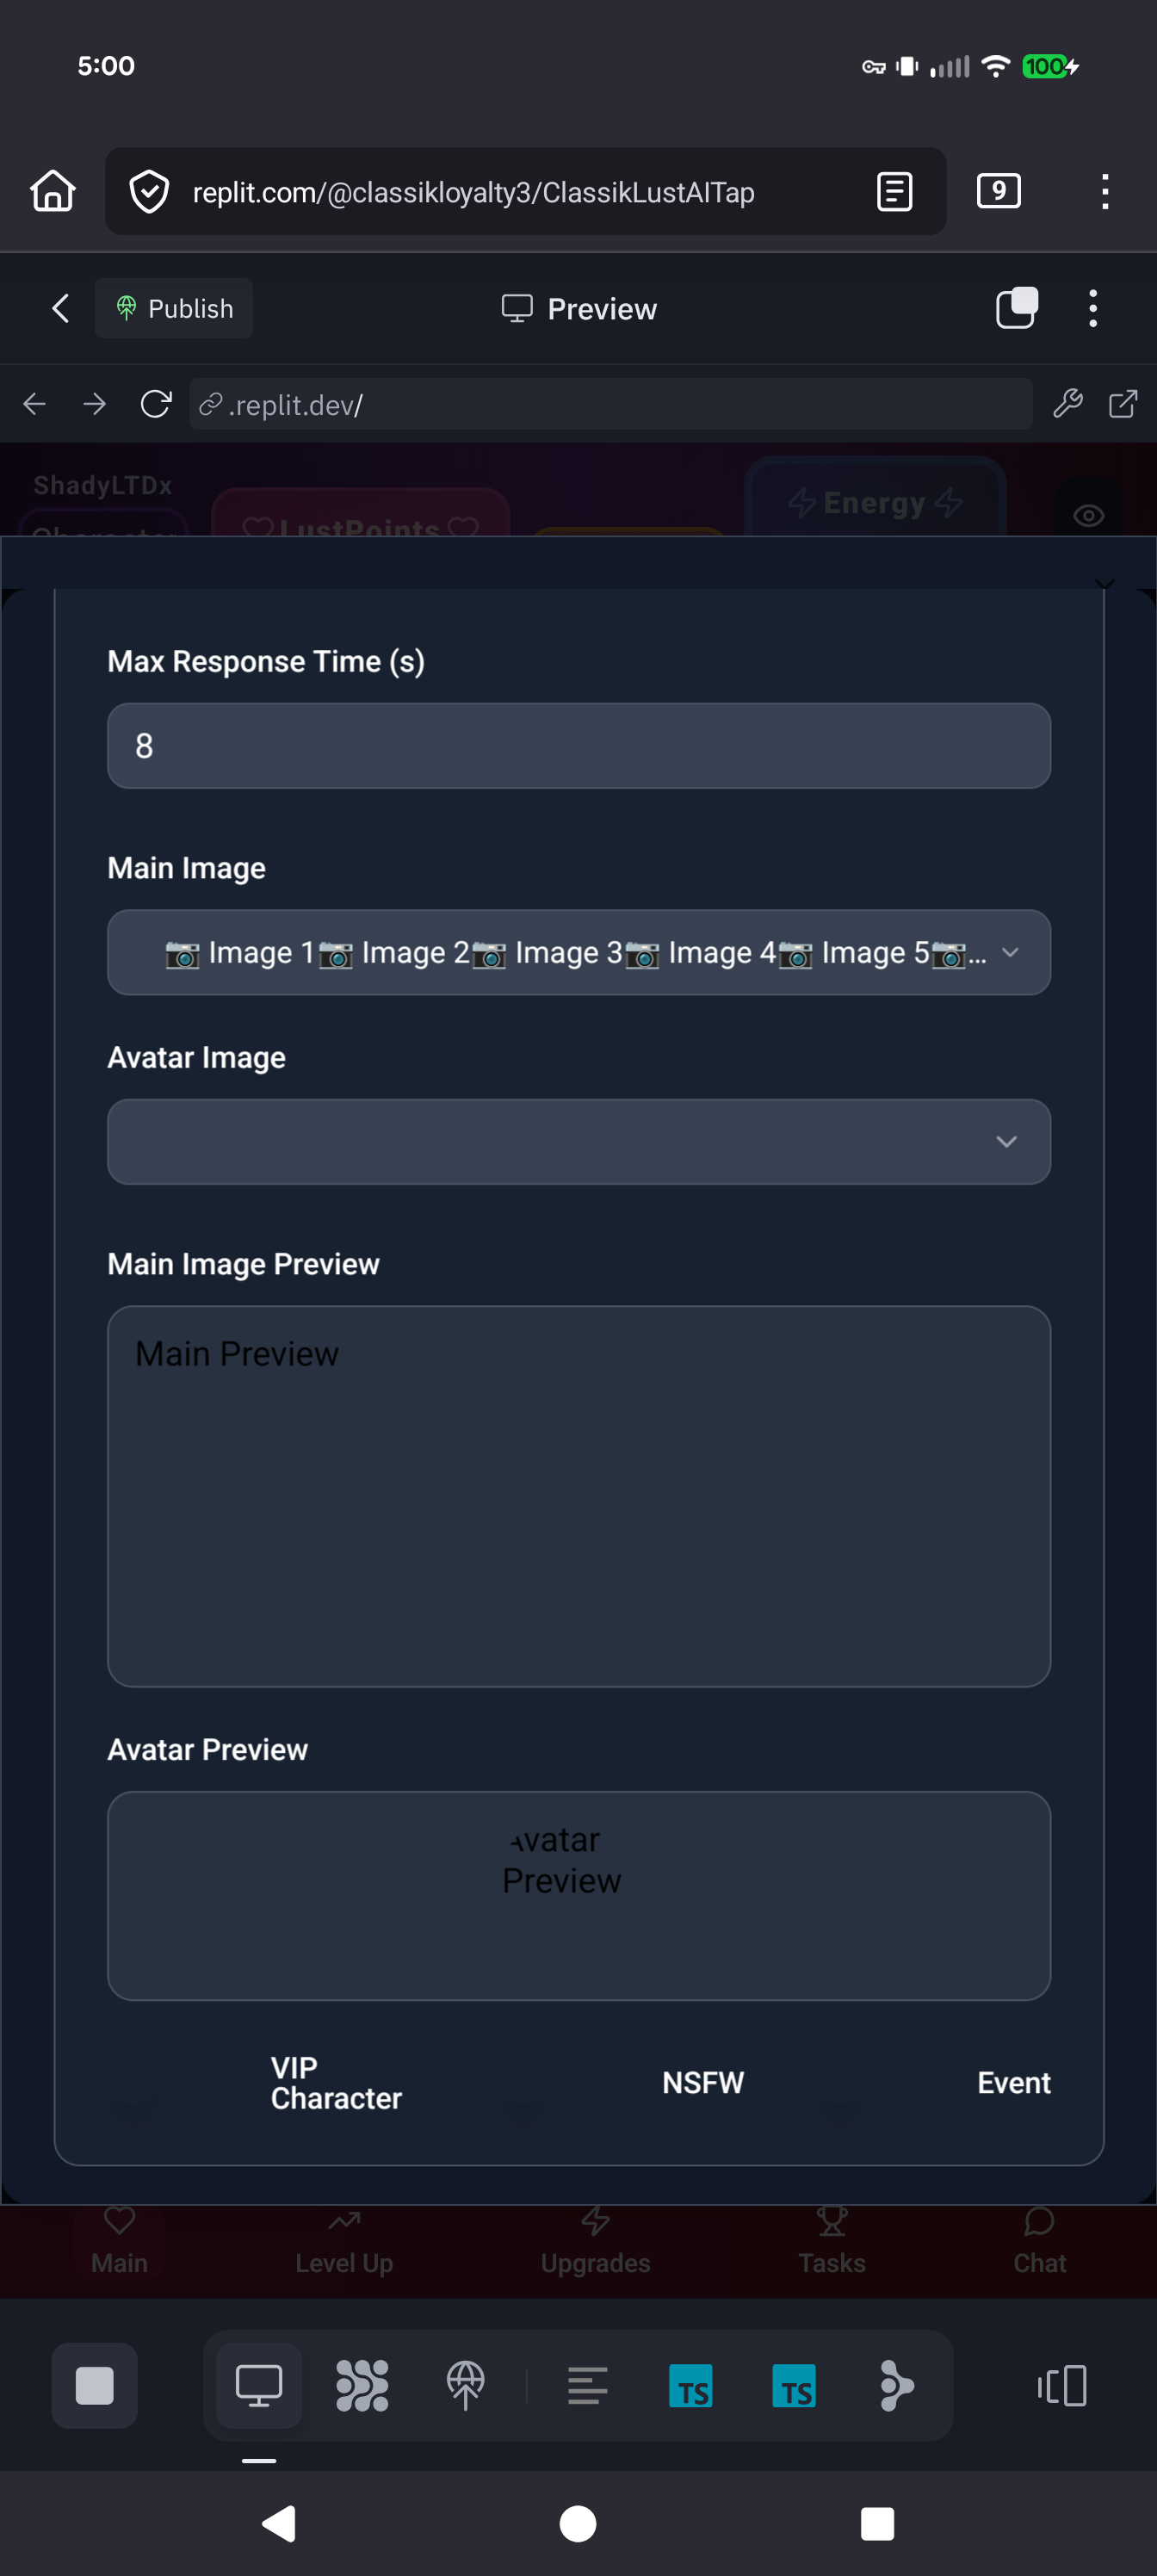 5:00
100
replit.com/@classikloyalty3/ClassikLustAITap
9
Publish
Preview
.replit.dev/
ShadyLTDx
Energy
LustPoints
Max Response Time (s)
8
Main Image
Image 1 Image 2 Image 3 Image 4 Image 5 ...
Avatar Image
Main Image Preview
Main Preview
Avatar Preview
Avatar
Preview
VIP
Character
NSFW
Event
Main
Level Up
Upgrades
Tasks
Chat
TS
TS